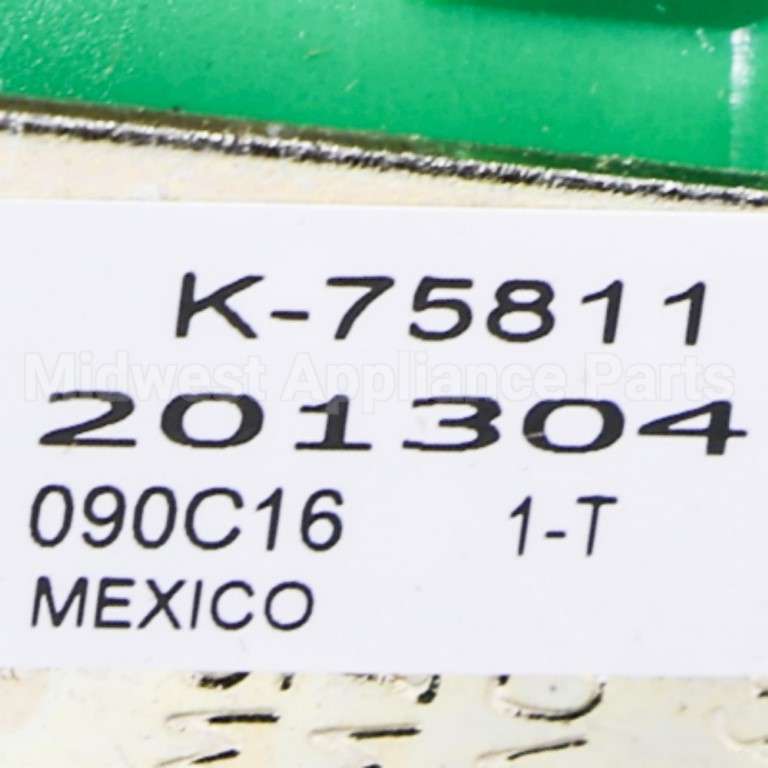 K-75811
Midwest Appliance Parts
201304
090C16 1-T
MEXICO